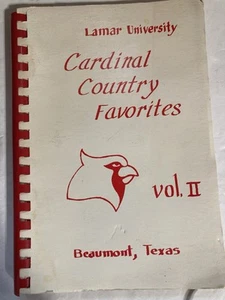 Lamar University
Cardinal
Country
Favorites
vol. II
Beaumont, Texas